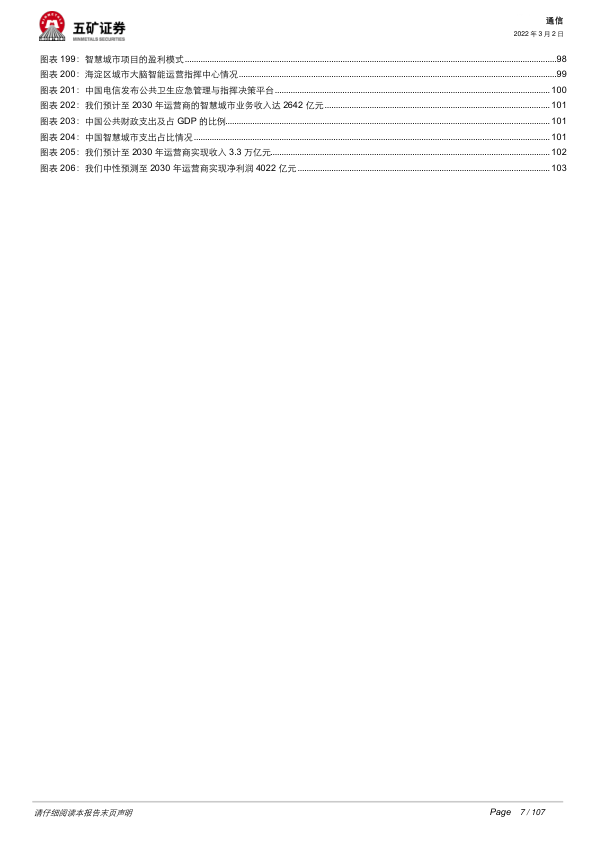 五矿证券
MINMETALS SECURITIES
通信
2022 年 3 月 2 日
图表 199：智慧城市项目的盈利模式 98
图表 200：海淀区城市大脑智能运营指挥中心情况 99
图表 201：中国电信发布公共卫生应急管理与指挥决策平台 100
图表 202：我们预计至 2030 年运营商的智慧城市业务收入达 2642 亿元 101
图表 203：中国公共财政支出及占 GDP 的比例 101
图表 204：中国智慧城市支出占比情况 101
图表 205：我们预计至 2030 年运营商实现收入 3.3 万亿元 102
图表 206：我们中性预测至 2030 年运营商实现净利润 4022 亿元 103
请仔细阅读本报告末页声明
Page 7 / 107